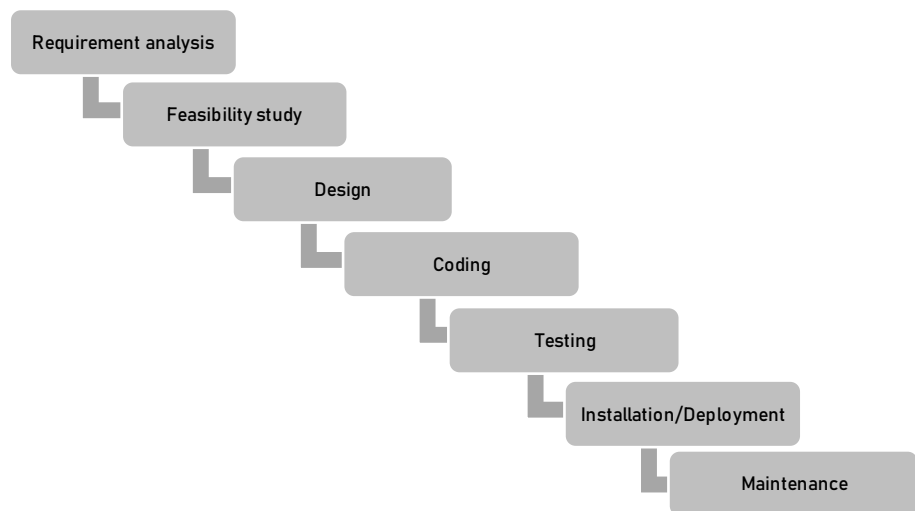 Requirement analysis
Feasibility study
Design
Coding
Testing
Installation/Deployment
Maintenance